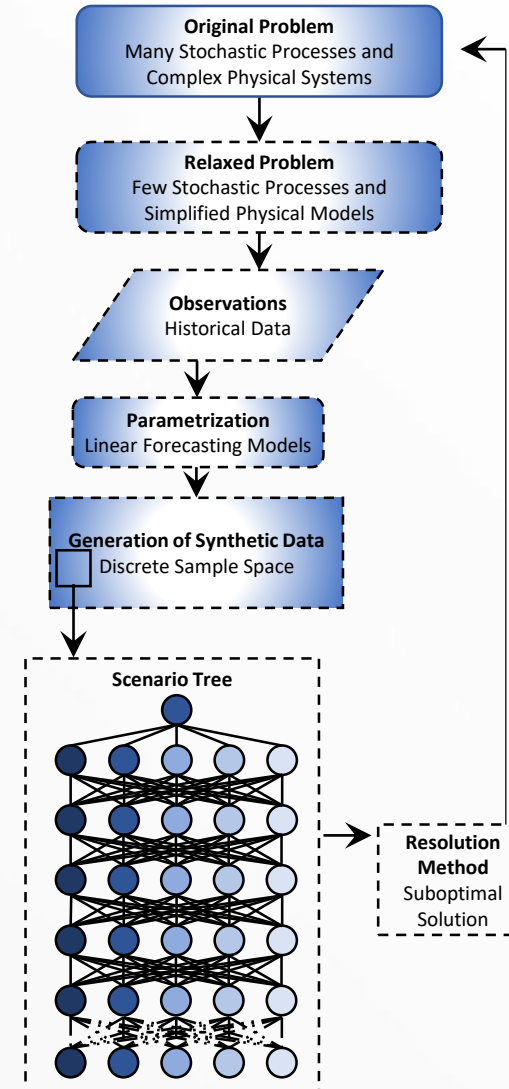 Original Problem
Many Stochastic Processes and
Complex Physical Systems
Relaxed Problem
Few Stochastic Processes and
Simplified Physical Models
Observations
Historical Data
Parametrization
Linear Forecasting Models
Generation of Synthetic Data
Discrete Sample Space
Scenario Tree
Resolution
Method
Suboptimal
Solution